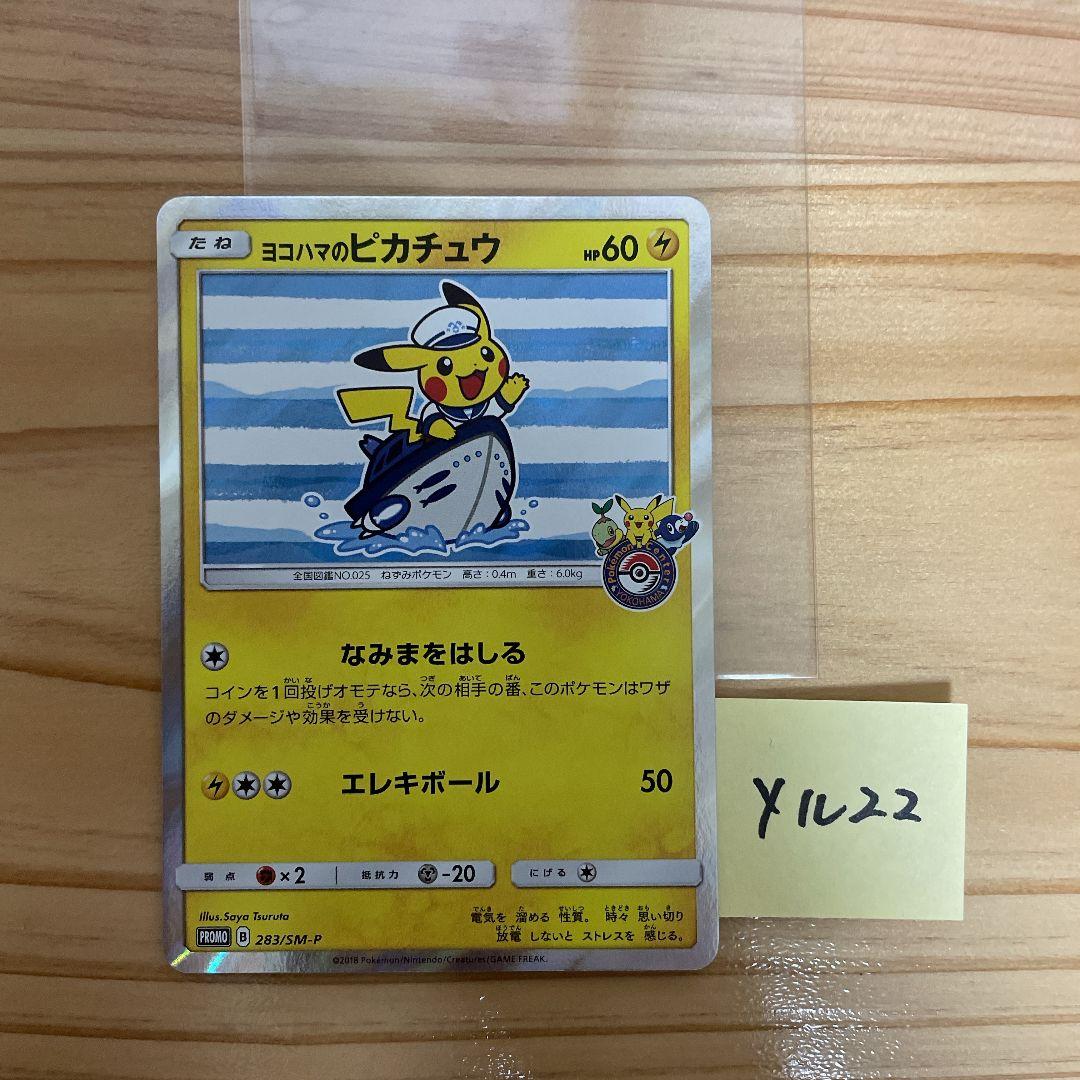 たね ヨコハマのピカチュウ HP60
Pokémon Center
YOKOHAMA
全国図鑑NO.025 ねずみポケモン 高さ:0.4m 重さ:6.0kg
なみまをはしる
コインを1回投げオモテなら、次の相手の番、このポケモンはワザ
のダメージや効果を受けない。
エレキボール 50
弱点 ×2 抵抗力 -20 にげる
Illus.Saya Tsuruta
電気を 溜める 性質。 時々 思い切り
放電 しないと ストレスを 感じる。
PROMO B 283/SM-P
©2018 Pokémon/Nintendo/Creatures/GAME FREAK.
メル22